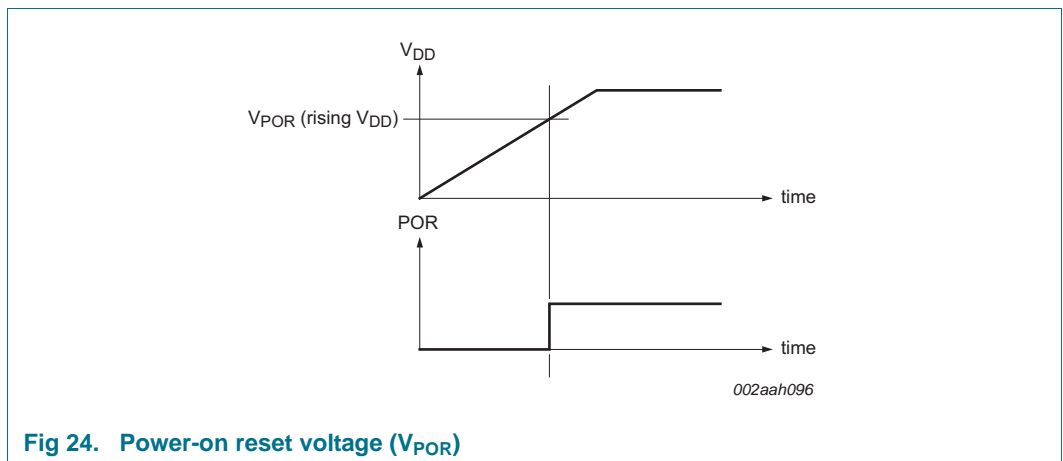 VDD
VPOR (rising VDD)
time
POR
time
002aah096
Fig 24. Power-on reset voltage (VPOR)